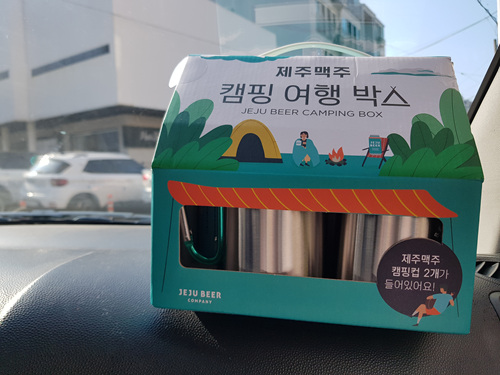 제주맥주
캠핑 여행 박스
JEJU BEER CAMPING BOX
제주맥주
캠핑컵 2개가
들어있어요!
JEJU BEER
COMPANY